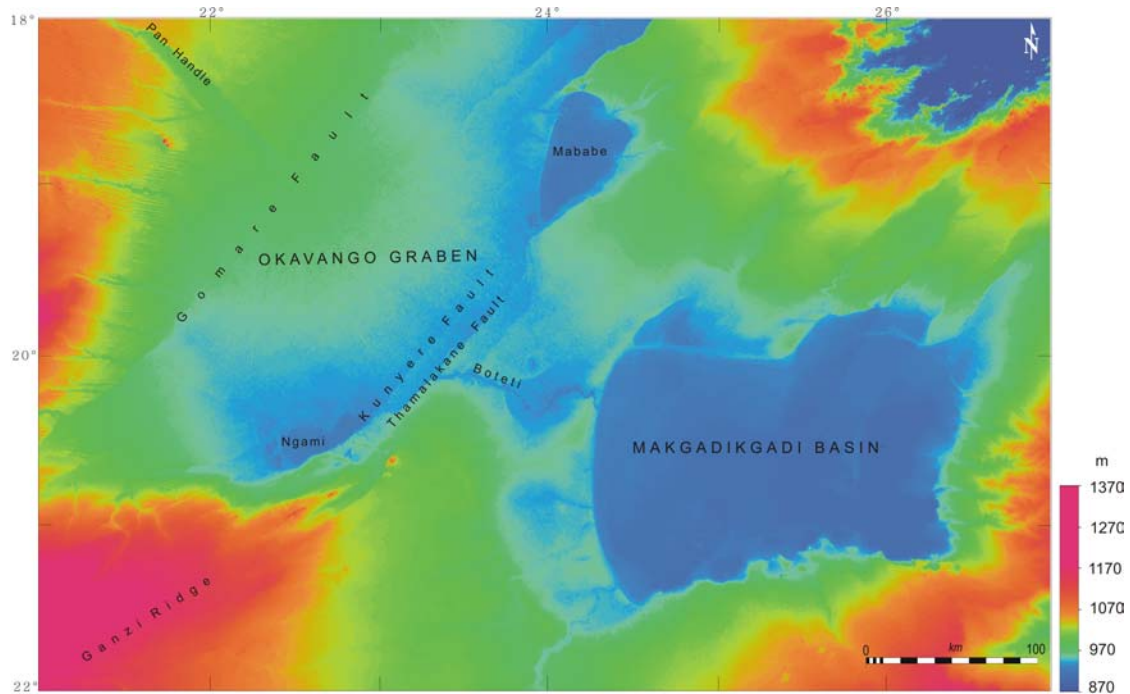 22°
24°
26°
18°
Pan Handle
N
Mababe
Gomare Fault
OKAVANGO GRABEN
Kunyere Fault
Thamalakane Fault
20°
Boteti
Ngami
MAKGADIKGADI BASIN
m
1370
1270
1170
1070
970
870
Ganzi Ridge
0 km 100
22°